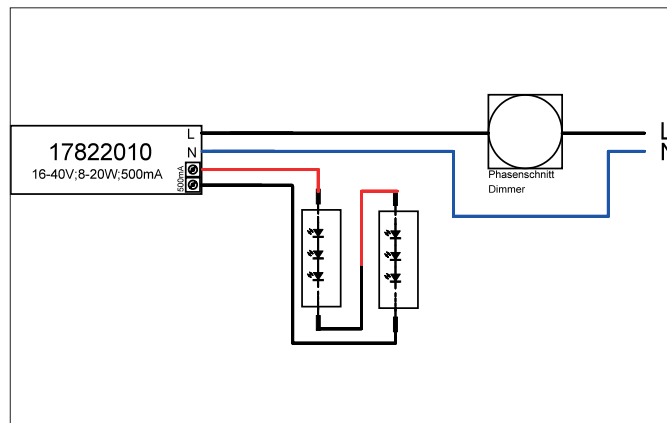 L
17822010
N
16-40V;8-20W;500mA
500mA
Phasenschnitt
Dimmer
L
N